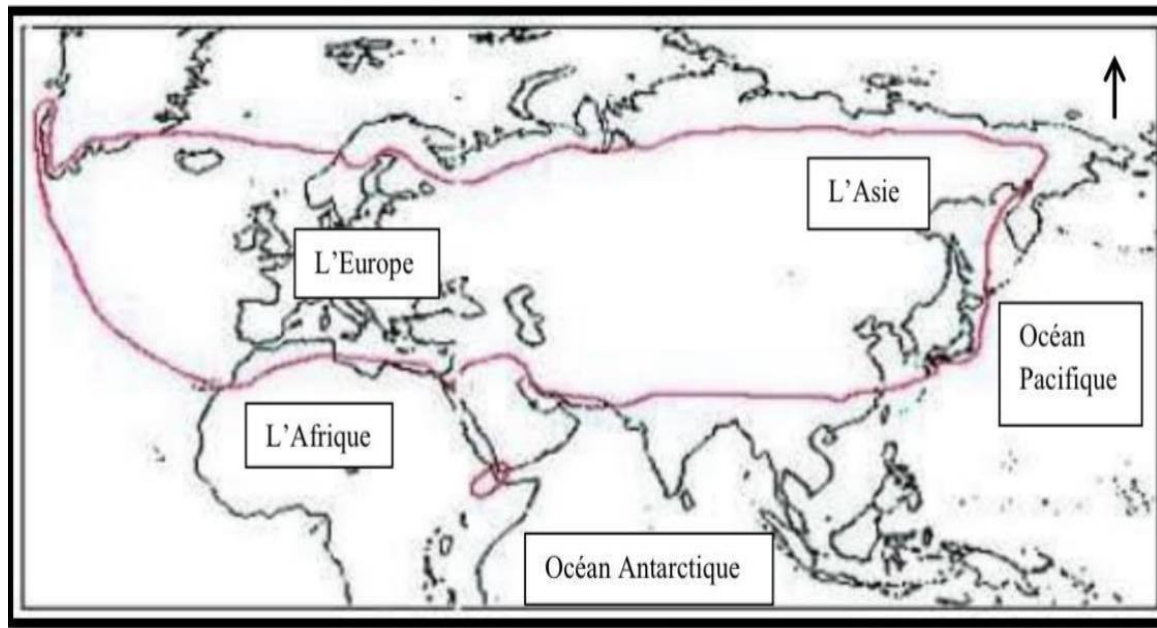 L'Asie
L'Europe
Océan
Pacifique
L'Afrique
Océan Antarctique